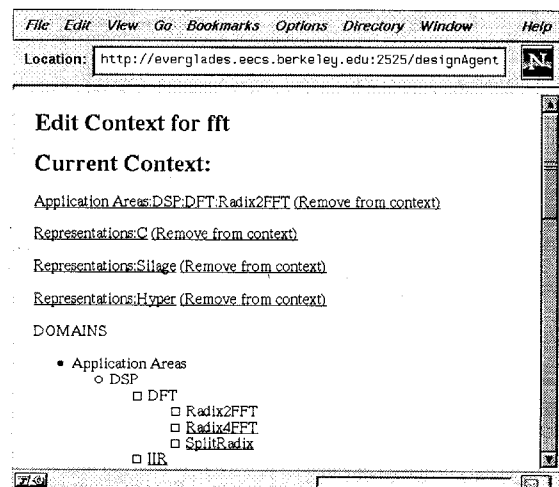 File Edit View Go Bookmarks Options Directory Window Help
Location: http://everglades.eecs.berkeley.edu:2525/designAgent
N
Edit Context for fft
Current Context:
Application Areas:DSP:DFT:Radix2FFT (Remove from context)
Representations:C (Remove from context)
Representations:Silage (Remove from context)
Representations:Hyper (Remove from context)
DOMAINS
Application Areas
DSP
DFT
Radix2FFT
Radix4FFT
SplitRadix
IIR